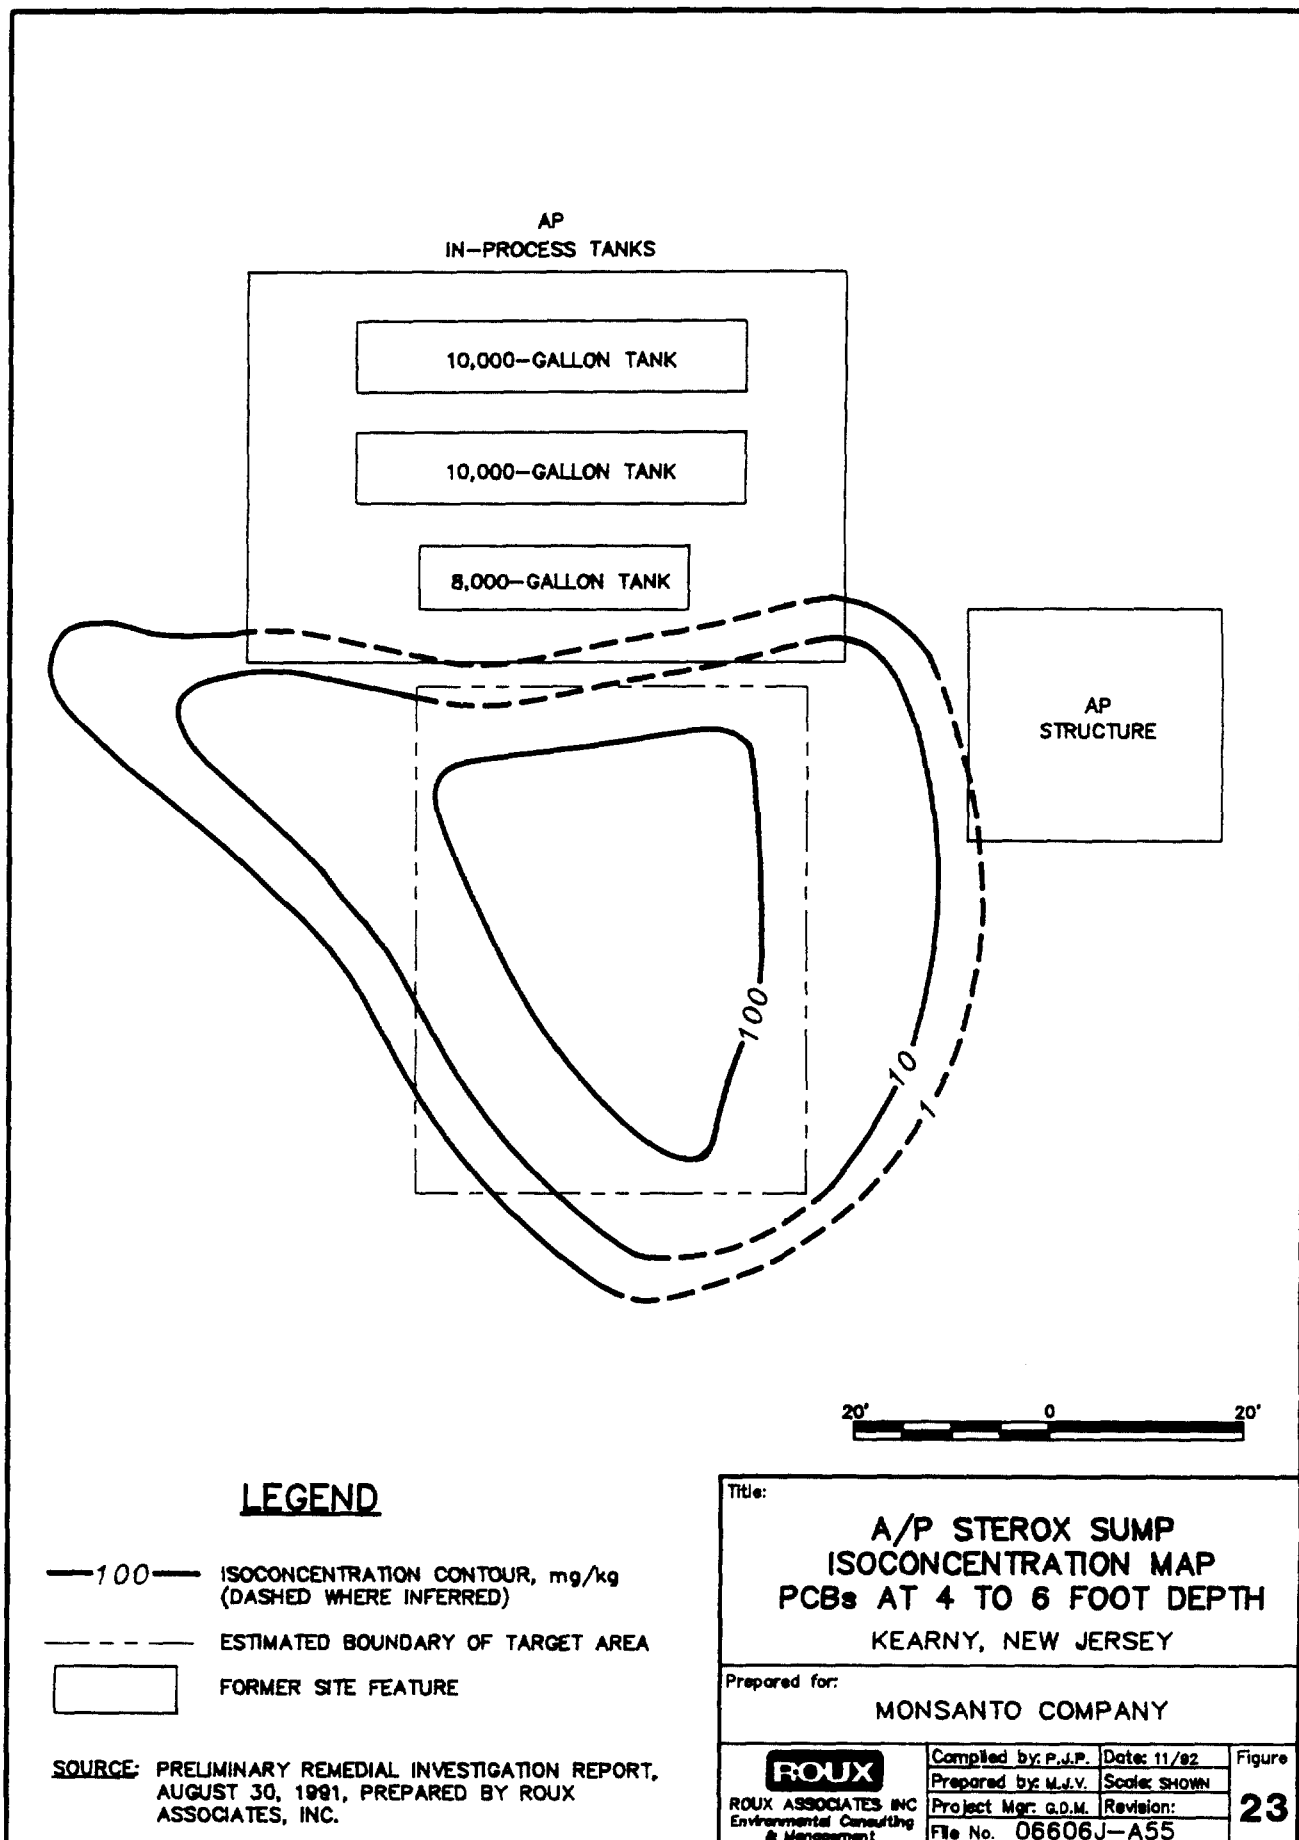 AP
IN-PROCESS TANKS
10,000-GALLON TANK
10,000-GALLON TANK
8,000-GALLON TANK
AP
STRUCTURE
100
10
1
20'
0
20'
LEGEND
100
ISOCONCENTRATION CONTOUR, mg/kg
(DASHED WHERE INFERRED)
ESTIMATED BOUNDARY OF TARGET AREA
FORMER SITE FEATURE
SOURCE: PRELIMINARY REMEDIAL INVESTIGATION REPORT,
AUGUST 30, 1991, PREPARED BY ROUX
ASSOCIATES, INC.
Title:
A/P STEROX SUMP
ISOCONCENTRATION MAP
PCBs AT 4 TO 6 FOOT DEPTH
KEARNY, NEW JERSEY
Prepared for:
MONSANTO COMPANY
ROUX
ROUX ASSOCIATES INC
Environmental Consulting
& Management
Compiled by: P.J.P.
Date: 11/92
Prepared by: M.J.V.
Scale: SHOWN
Project Mgr: G.D.M.
Revision:
File No. 06606J-A55
Figure
23